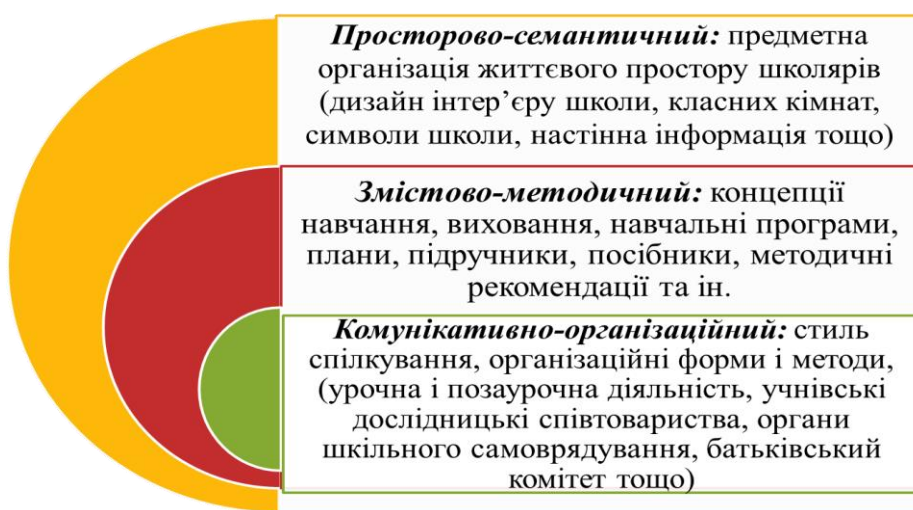 Просторово-семантичний: предметна
організація життєвого простору школярів
(дизайн інтер’єру школи, класних кімнат,
символи школи, настінна інформація тощо)
Змістово-методичний: концепції
навчання, виховання, навчальні програми,
плани, підручники, посібники, методичні
рекомендації та ін.
Комунікативно-організаційний: стиль
спілкування, організаційні форми і методи,
(урочна і позаурочна діяльність, учнівські
дослідницькі співтовариства, органи
шкільного самоврядування, батьківський
комітет тощо)